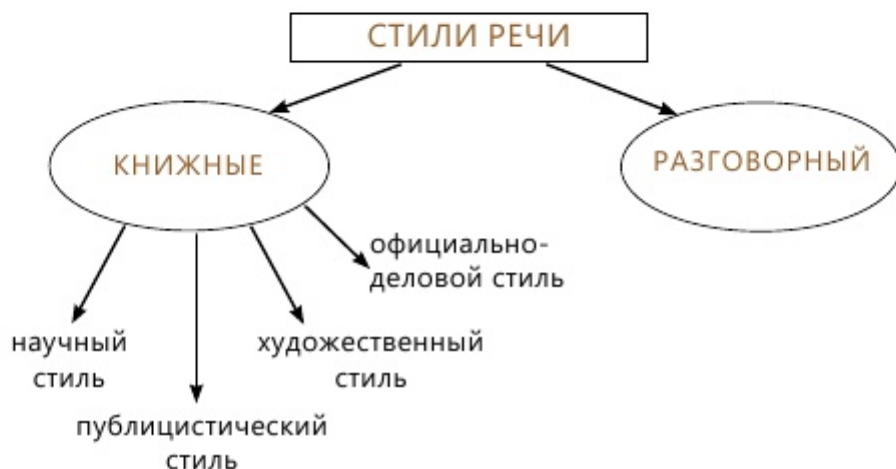 СТИЛИ РЕЧИ
КНИЖНЫЕ
РАЗГОВОРНЫЙ
официально-
деловой стиль
научный
стиль
художественный
стиль
публицистический
стиль